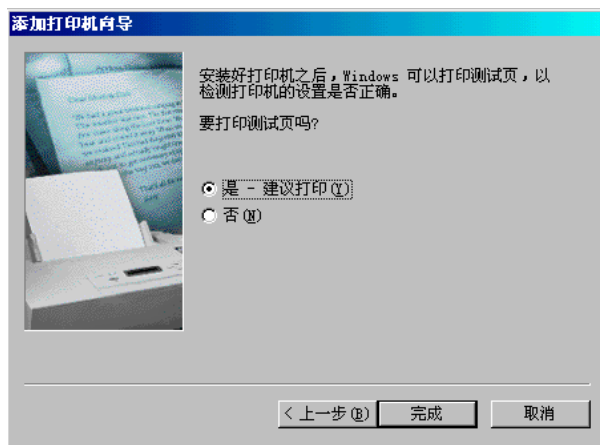 添加打印机向导
安装好打印机之后，Windows 可以打印测试页，以
检测打印机的设置是否正确。
要打印测试页吗?
是 - 建议打印(Y)
否(N)
< 上一步(B)
完成
取消